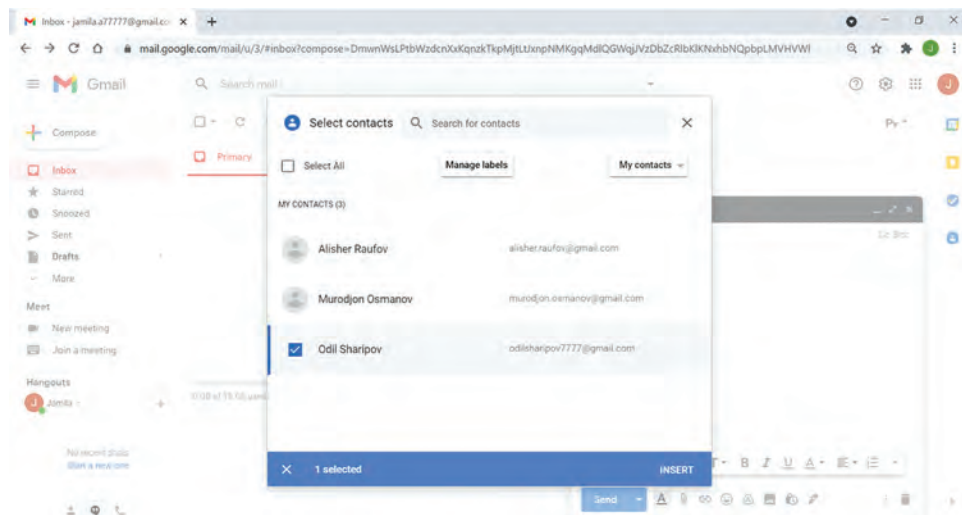 Inbox - jamila.a77777@gmail.co
mail.google.com/mail/u/3/#inbox?compose=
Gmail
Search mail
Compose
Primary
Inbox
Starred
Snoozed
Sent
Drafts
More
Meet
New meeting
Join a meeting
Hangouts
Jamila
No recent chats
Start a new one
Select contacts
Search for contacts
Select All
Manage labels
My contacts
MY CONTACTS (3)
Alisher Raufov
alisher.raufov@gmail.com
Murodjon Osmanov
murodjon.osmanov@gmail.com
Odil Sharipov
odilsharipov7777@gmail.com
1 selected
INSERT
Cc Bcc
Send